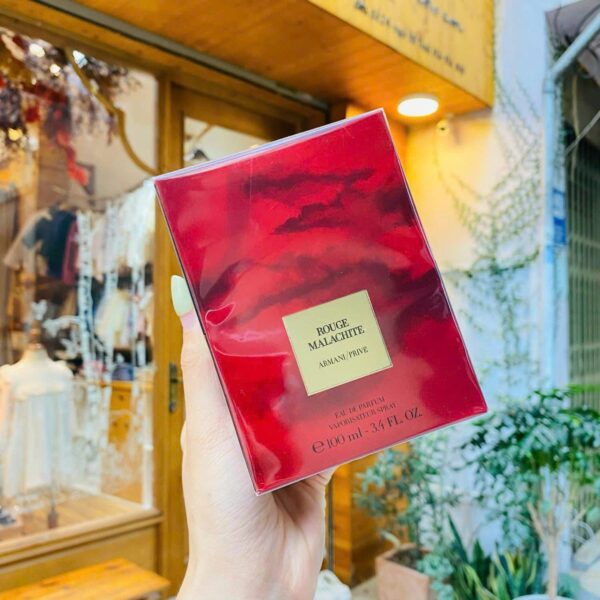 ROUGE
MALACHITE
ARMANI/PRIVÉ
EAU DE PARFUM
VAPORISATEUR SPRAY
℮ 100 ml - 3.4 FL. OZ.